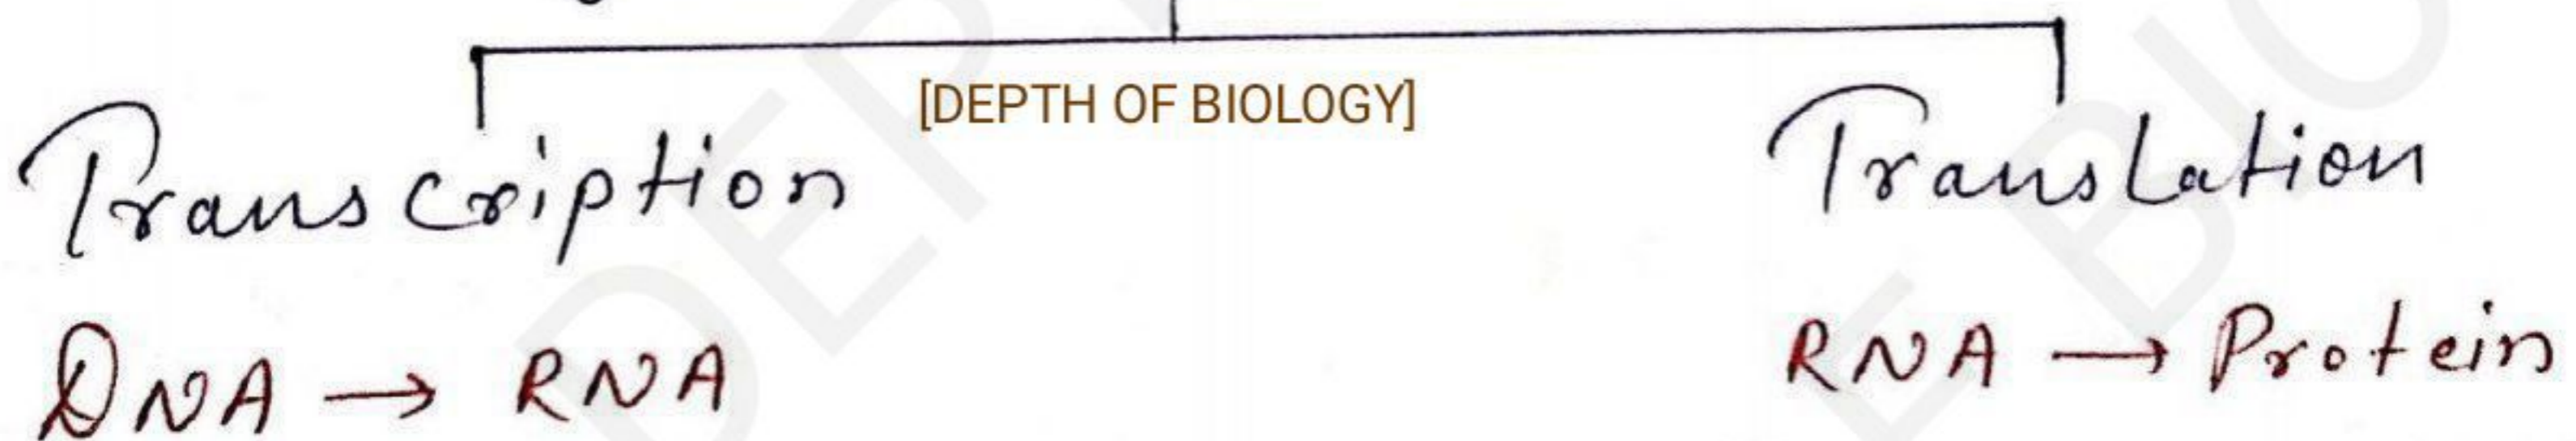 [DEPTH OF BIOLOGY]
Transcription Translation
DNA → RNA RNA → Protein